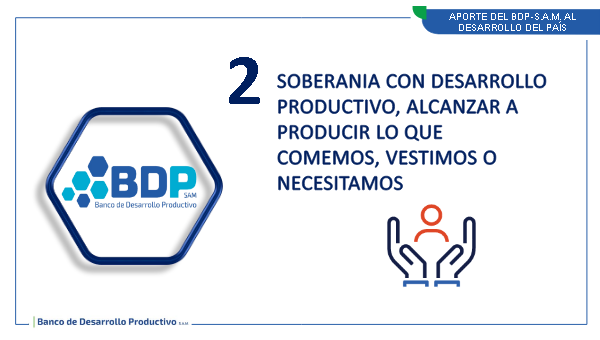 APORTE DEL BDP-S.A.M, AL
DESARROLLO DEL PAÍS
2
SOBERANIA CON DESARROLLO
PRODUCTIVO, ALCANZAR A
PRODUCIR LO QUE
COMEMOS, VESTIMOS O
NECESITAMOS
BDP
SAM
Banco de Desarrollo Productivo
Banco de Desarrollo Productivo S.A.M.